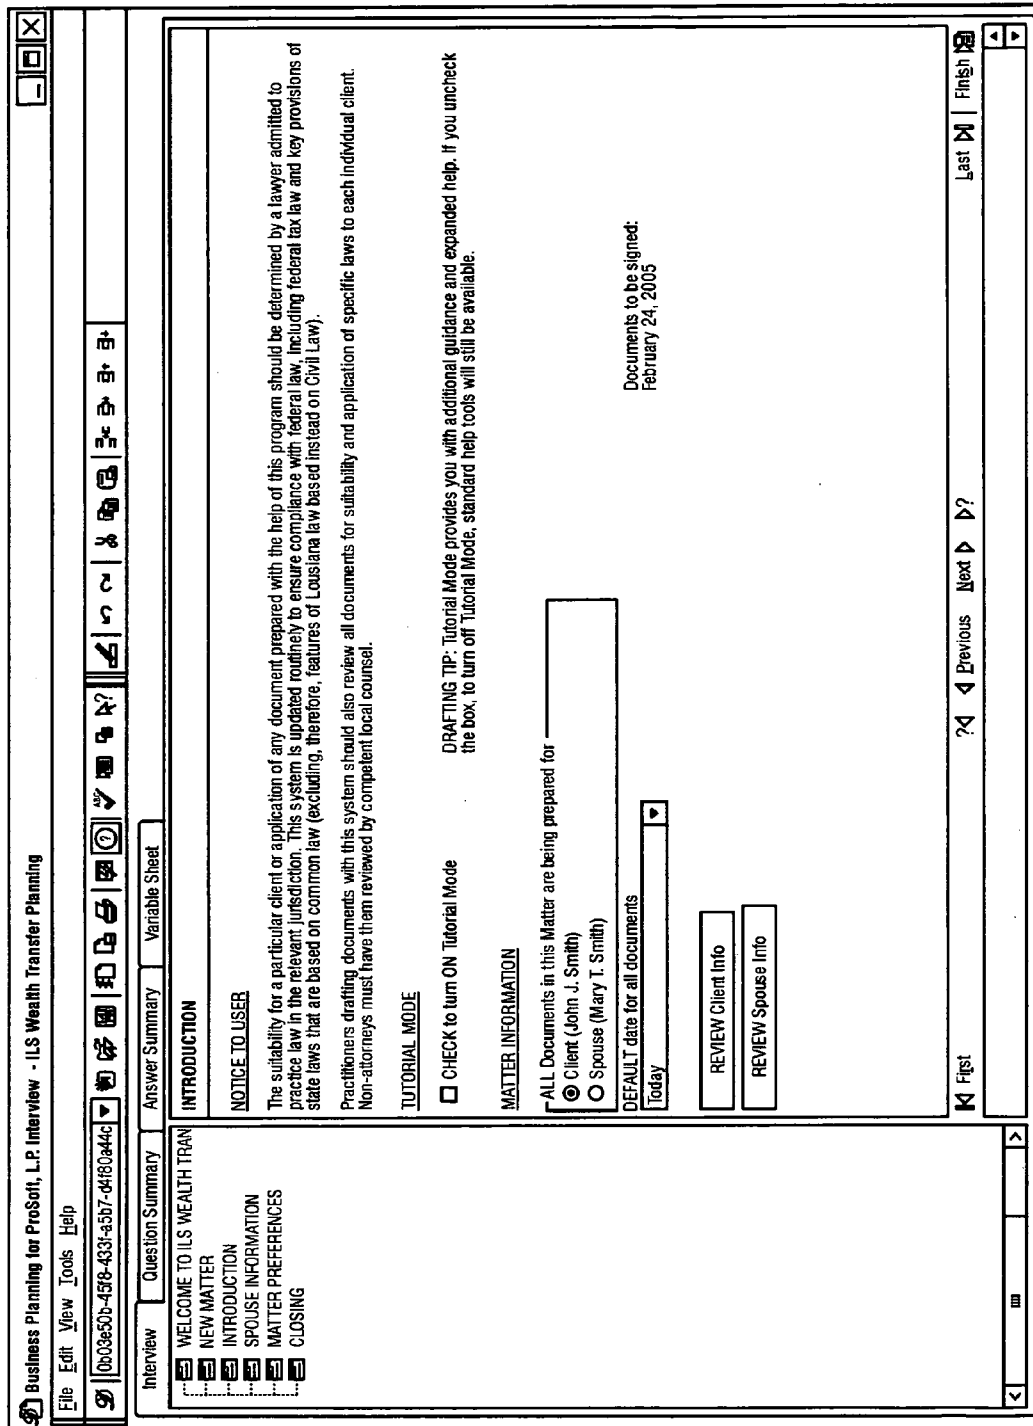 Business Planning for ProSoft, L.P. Interview - ILS Wealth Transfer Planning
File Edit View Tools Help
0b03e50b-45f8-433f-a5b7-d4f80a44c
Interview
Question Summary
Answer Summary
Variable Sheet
WELCOME TO ILS WEALTH TRAN
NEW MATTER
INTRODUCTION
SPOUSE INFORMATION
MATTER PREFERENCES
CLOSING
INTRODUCTION
NOTICE TO USER
The suitability for a particular client or application of any document prepared with the help of this program should be determined by a lawyer admitted to
practice law in the relevant jurisdiction. This system is updated routinely to ensure compliance with federal law, including federal tax law and key provisions of
state laws that are based on common law (excluding, therefore, features of Lousiana law based instead on Civil Law).
Practitioners drafting documents with this system should also review all documents for suitability and application of specific laws to each individual client.
Non-attorneys must have them reviewed by competent local counsel.
TUTORIAL MODE
CHECK to turn ON Tutorial Mode
DRAFTING TIP: Tutorial Mode provides you with additional guidance and expanded help. If you uncheck
the box, to turn off Tutorial Mode, standard help tools will still be available.
MATTER INFORMATION
ALL Documents in this Matter are being prepared for
Client (John J. Smith)
Spouse (Mary T. Smith)
DEFAULT date for all documents
Today
Documents to be signed:
February 24, 2005
REVIEW Client Info
REVIEW Spouse Info
First
? Previous Next ?
Last Finish